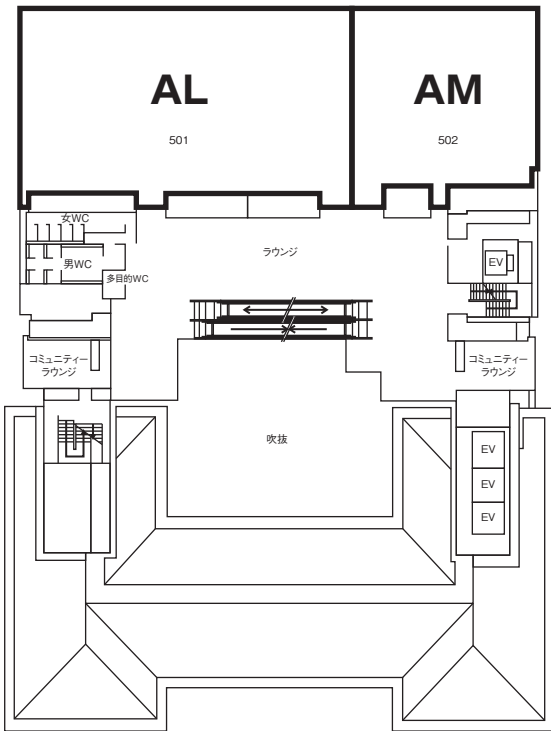 AL
AM
501
502
女WC
男WC
多目的WC
ラウンジ
EV
コミュニティー
ラウンジ
コミュニティー
ラウンジ
吹抜
EV
EV
EV